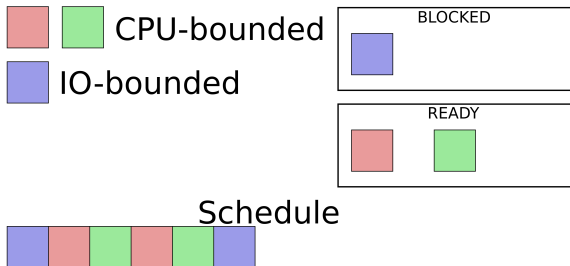 CPU-bounded
IO-bounded
BLOCKED
READY
Schedule